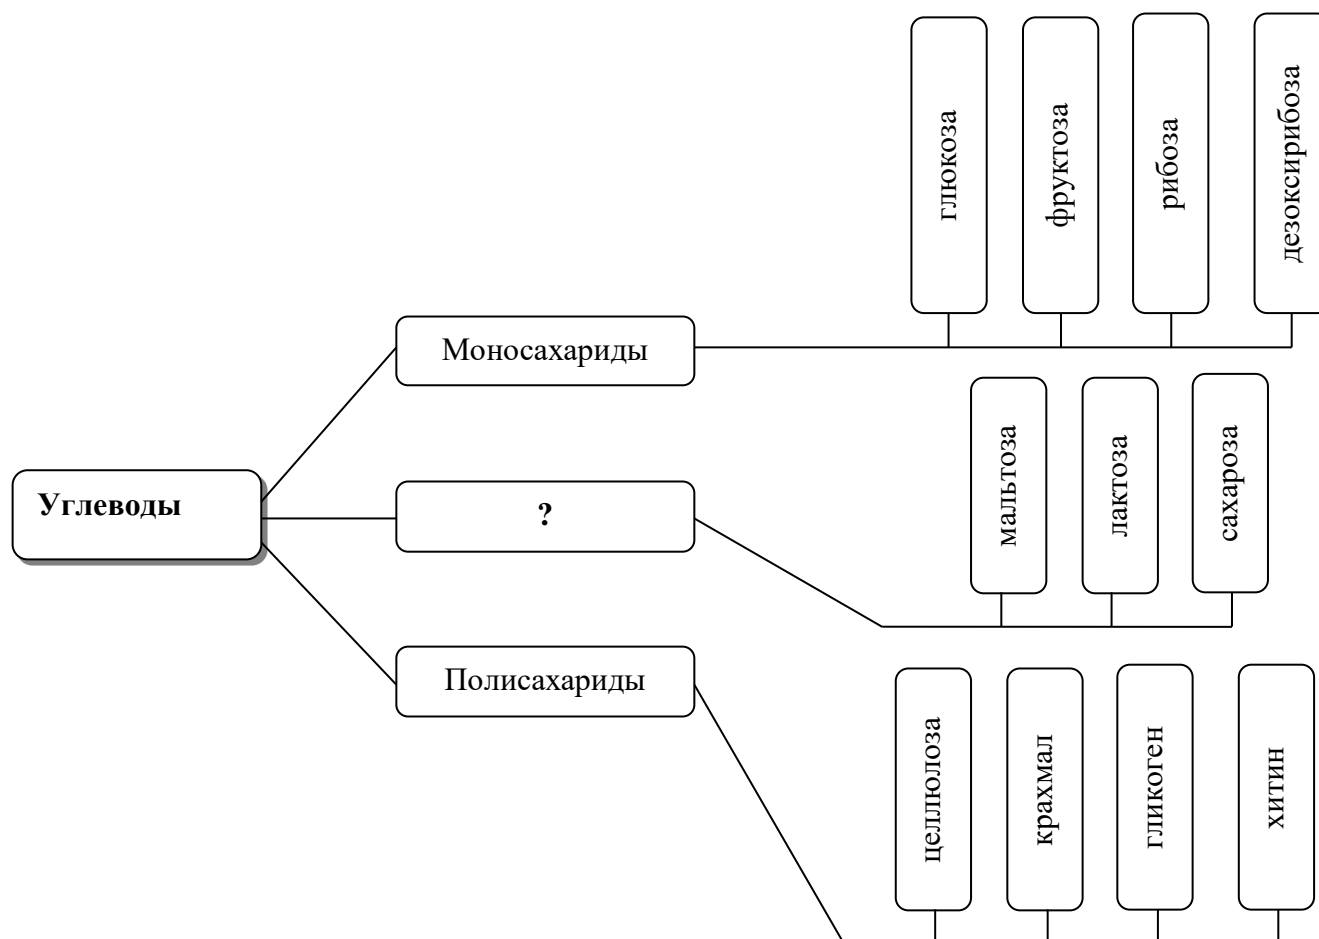 глюкоза
фруктоза
рибоза
дезоксирибоза
Моносахариды
мальтоза
лактоза
сахароза
Углеводы
?
Полисахариды
целлюлоза
крахмал
гликоген
хитин